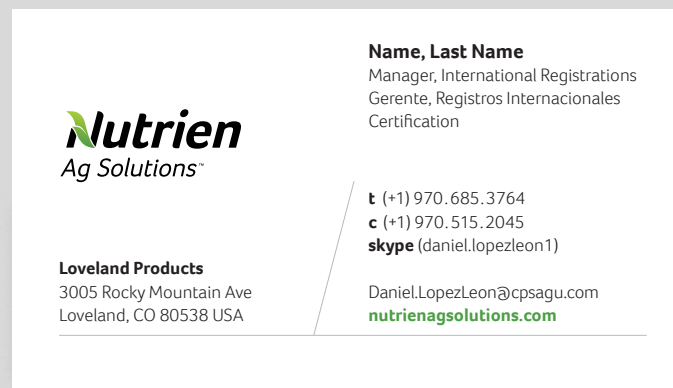 Nutrien
Ag Solutions™
Loveland Products
3005 Rocky Mountain Ave
Loveland, CO 80538 USA
Name, Last Name
Manager, International Registrations
Gerente, Registros Internacionales
Certification
t (+1) 970.685.3764
c (+1) 970.515.2045
skype (daniel.lopezleon1)
Daniel.LopezLeon@cpsagu.com
nutrienagsolutions.com